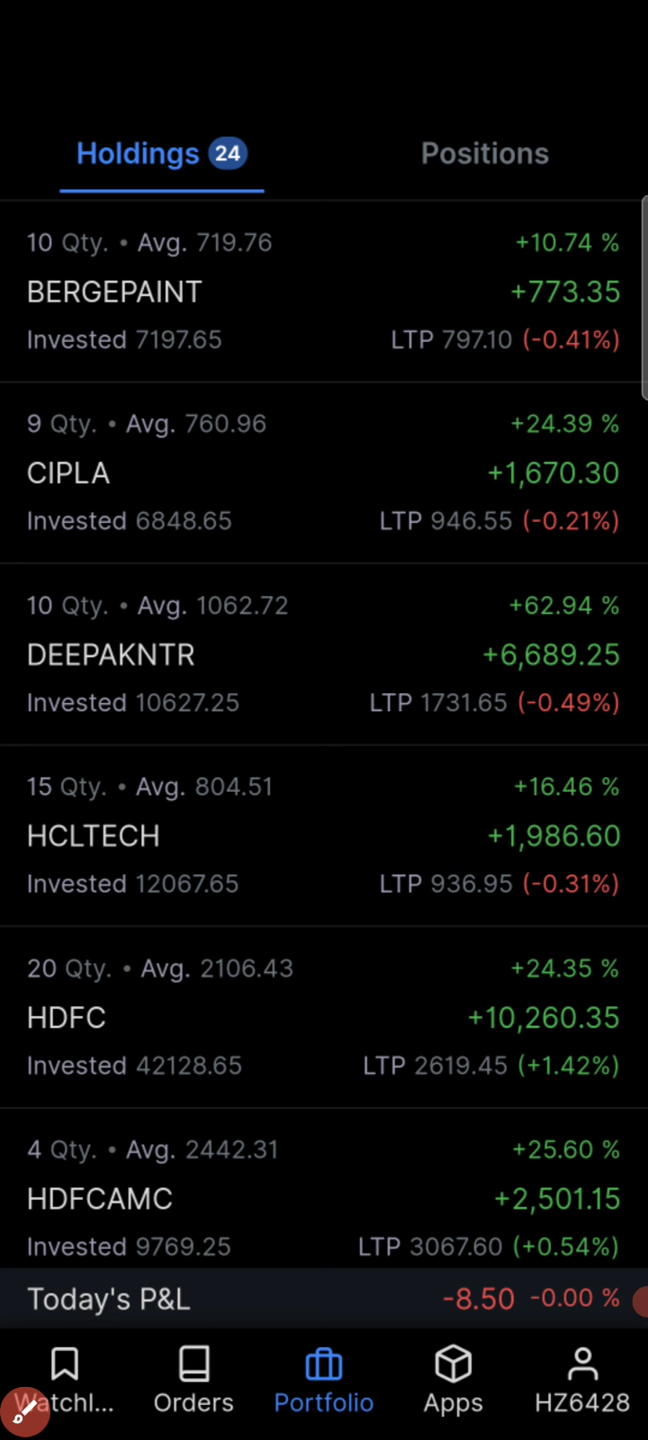 Holdings 24 Positions
10 Qty. • Avg. 719.76 +10.74 %
BERGEPAINT +773.35
Invested 7197.65 LTP 797.10 (-0.41%)
9 Qty. • Avg. 760.96 +24.39 %
CIPLA +1,670.30
Invested 6848.65 LTP 946.55 (-0.21%)
10 Qty. • Avg. 1062.72 +62.94 %
DEEPAKNTR +6,689.25
Invested 10627.25 LTP 1731.65 (-0.49%)
15 Qty. • Avg. 804.51 +16.46 %
HCLTECH +1,986.60
Invested 12067.65 LTP 936.95 (-0.31%)
20 Qty. • Avg. 2106.43 +24.35 %
HDFC +10,260.35
Invested 42128.65 LTP 2619.45 (+1.42%)
4 Qty. • Avg. 2442.31 +25.60 %
HDFCAMC +2,501.15
Invested 9769.25 LTP 3067.60 (+0.54%)
Today's P&L -8.50 -0.00 %
Watchl... Orders Portfolio Apps HZ6428